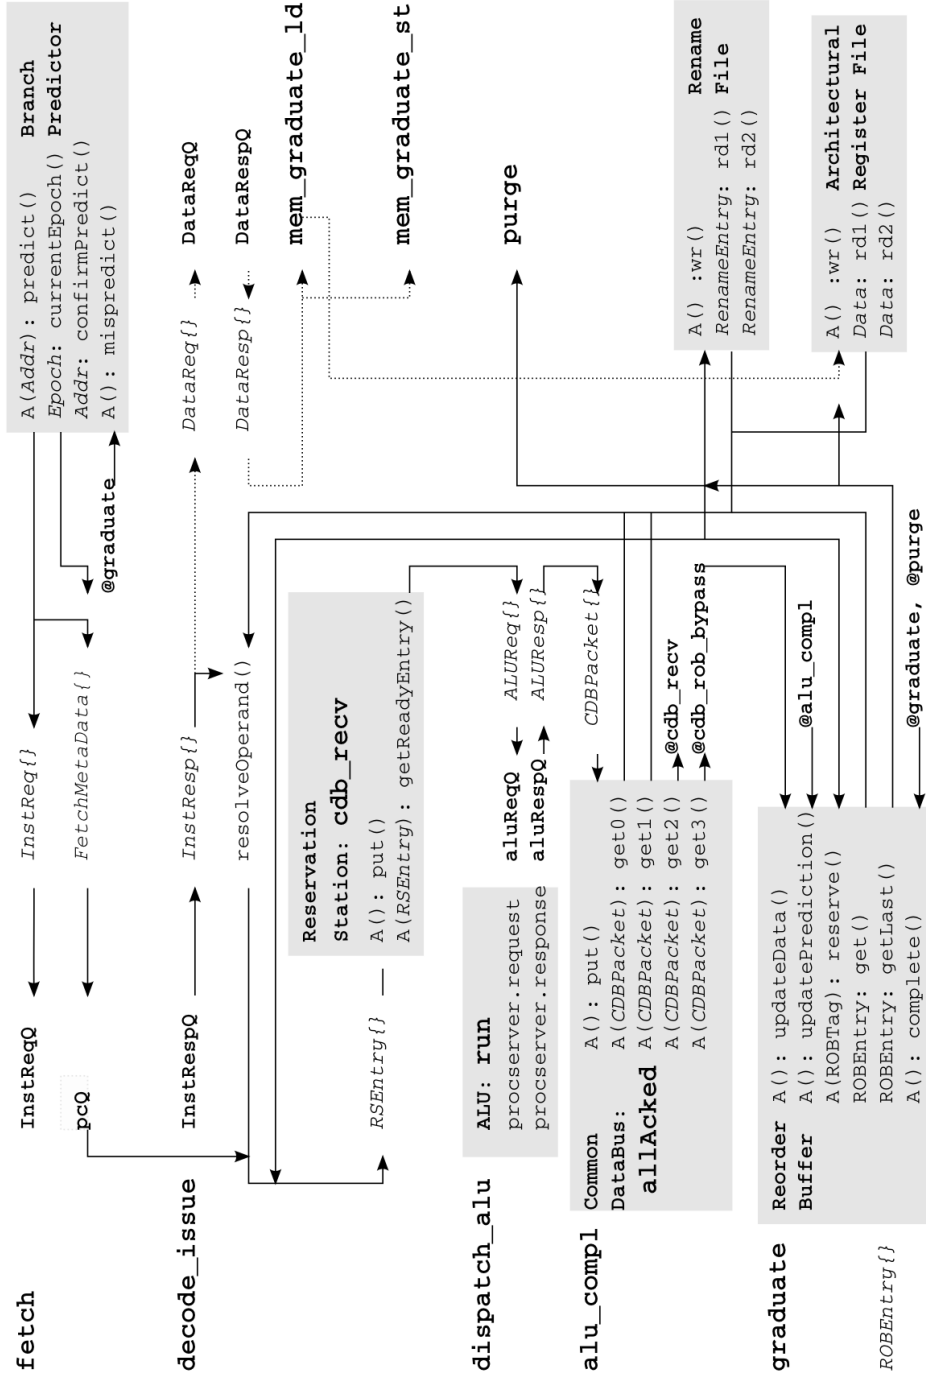 fetch
InstReqQ
InstReq{}
A(Addr): predict() Branch
pcQ
FetchMetaData{}
Epoch: currentEpoch() Predictor
Addr: confirmPredict()
@graduate
A(): mispredict()
decode_issue
InstRespQ
InstResp{}
DataReq{}
DataReqQ
resolveOperand()
DataResp{}
DataRespQ
Reservation
Station: cdb_recv
mem_graduate_ld
RSEntry{}
A(): put()
A(RSEntry): getReadyEntry()
mem_graduate_st
dispatch_alu
ALU: run
procserver.request
procserver.response
aluReqQ
ALUReq{}
aluRespQ
ALUResp{}
purge
alu_compl
Common
DataBus:
allAcked
A(): put()
A(CDBPacket): get0()
A(CDBPacket): get1()
A(CDBPacket): get2()
A(CDBPacket): get3()
CDBPacket{}
@cdb_recv
@cdb_rob_bypass
A() :wr() Rename
RenameEntry: rd1() File
RenameEntry: rd2()
graduate
Reorder
Buffer
A(): updateData()
A(): updatePrediction()
A(ROBTag): reserve()
ROBEntry: get()
ROBEntry: getLast()
A(): complete()
@alu_compl
@graduate, @purge
A() :wr() Architectural
Data: rd1() Register File
Data: rd2()
ROBEntry{}